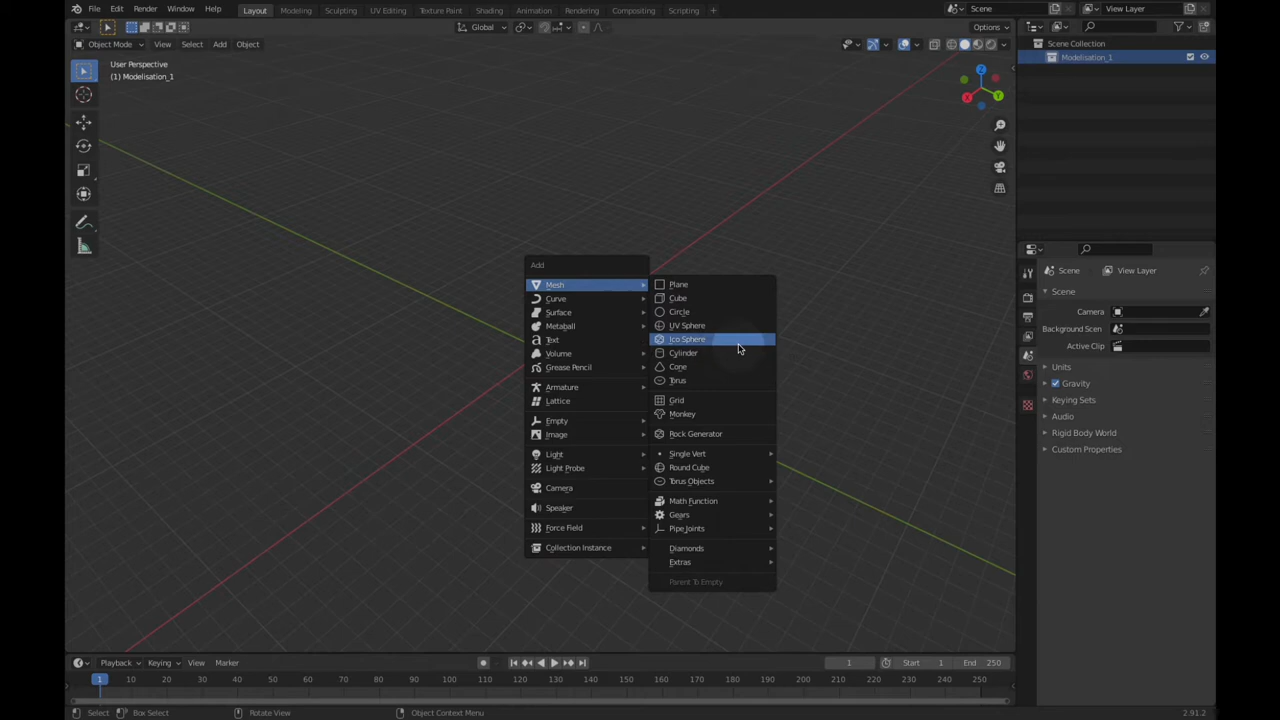 File Edit Render Window Help Layout Modeling Sculpting UV Editing Texture Paint Shading Animation Rendering Compositing Scripting + Scene View Layer
Global Options
Object Mode View Select Add Object
Scene Collection
Modelisation_1
User Perspective
(1) Modelisation_1
Z
Y
X
Add
Mesh
Curve
Surface
Metaball
Text
Volume
Grease Pencil
Armature
Lattice
Empty
Image
Light
Light Probe
Camera
Speaker
Force Field
Collection Instance
Plane
Cube
Circle
UV Sphere
Ico Sphere
Cylinder
Cone
Torus
Grid
Monkey
Rock Generator
Single Vert
Round Cube
Torus Objects
Math Function
Gears
Pipe Joints
Diamonds
Extras
Parent To Empty
Scene View Layer
Scene
Camera
Background Scen
Active Clip
Units
Gravity
Keying Sets
Audio
Rigid Body World
Custom Properties
Playback Keying View Marker 1 Start 1 End 250
1 10 20 30 40 50 60 70 80 90 100 110 120 130 140 150 160 170 180 190 200 210 220 230 240 250
Select Box Select Rotate View Object Context Menu 2.91.2